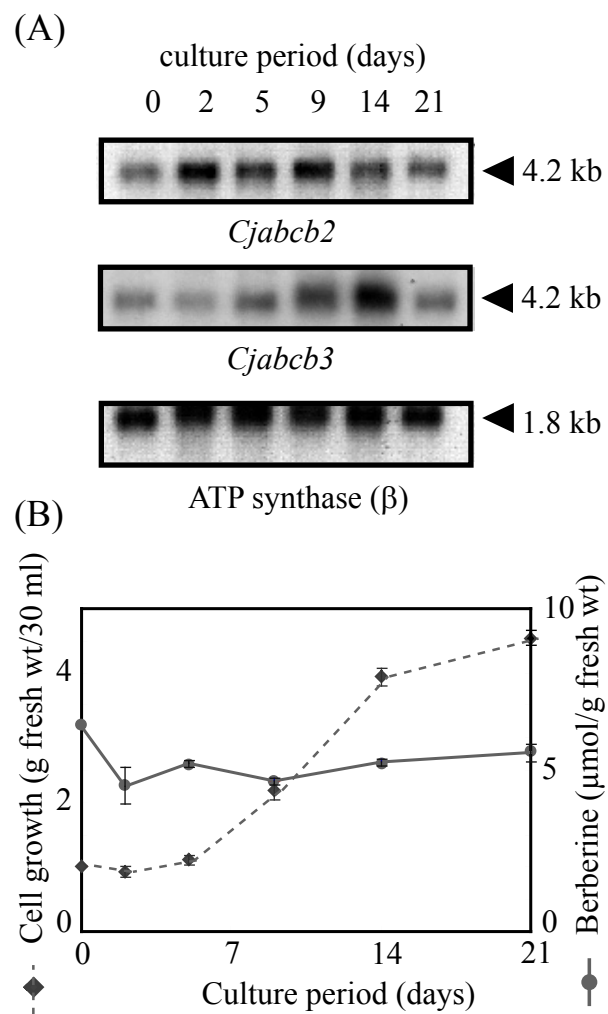 (A)
culture period (days)
0 2 5 9 14 21
4.2 kb
Cjabcb2
4.2 kb
Cjabcb3
1.8 kb
ATP synthase (β)
(B)
Cell growth (g fresh wt/30 ml)
4
2
0
10
5
0
Berberine (μmol/g fresh wt)
0 7 14 21
Culture period (days)